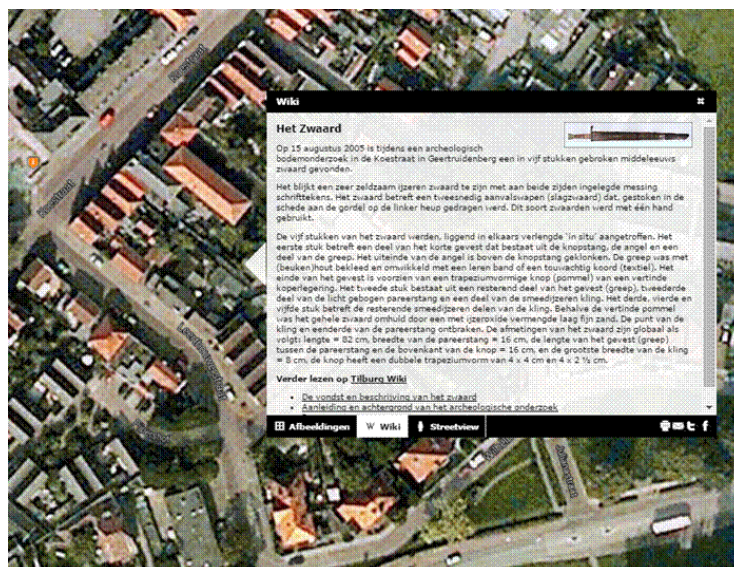 Wiki
Het Zwaard
Op 15 augustus 2005 is tijdens een archeologisch
bodemonderzoek in de Koestraat in Geertruidenberg een in vijf stukken gebroken middeleeuws
zwaard gevonden.
Het blijkt een zeer zeldzaam ijzeren zwaard te zijn met aan beide zijden ingelegde messing
schrifttekens. Het zwaard betreft een tweesnedig aanvalswapen (slagzwaard) dat, gestoken in de
schede aan de gordel op de linker heup gedragen werd. Dit soort zwaarden werd met één hand
gebruikt.
De vijf stukken van het zwaard werden, liggend in elkaars verlengde 'in situ' aangetroffen. Het
eerste stuk betreft een deel van het korte gevest dat bestaat uit de knopstang, de angel en een
deel van de greep. Het uiteinde van de angel is boven de knopstang geklonken. De greep was met
(beuken)hout bekleed en omwikkeld met een leren band of een touwachtig koord (textiel). Het
einde van het gevest is voorzien van een trapeziumvormige knop (pommel) van een vertinde
koperlegering. Het tweede stuk bestaat uit een resterend deel van het gevest (greep), tweederde
deel van de licht gebogen pareerstang en een deel van de smeedijzeren kling. Het derde, vierde en
vijfde stuk betreft de resterende smeedijzeren delen van de kling. Behalve de vertinde pommel
was het gehele zwaard omhuld door een met ijzeroxide vermengde laag fijn zand. De punt van de
kling en eenderde van de pareerstang ontbraken. De afmetingen van het zwaard zijn globaal als
volgt: lengte = 82 cm, breedte van de pareerstang = 16 cm, de lengte van het gevest (greep)
tussen de pareerstang en de bovenkant van de knop = 16 cm, en de grootste breedte van de kling
= 8 cm, de knop heeft een dubbele trapeziumvorm van 4 x 4 cm en 4 x 2 ½ cm.
Verder lezen op Tilburg Wiki
De vondst en beschrijving van het zwaard
Aanleiding en achtergrond van het archeologische onderzoek
Afbeeldingen W Wiki Streetview